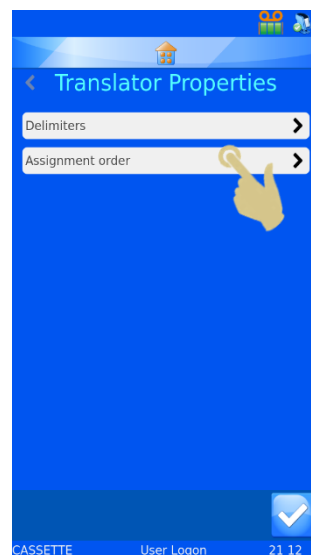 Translator Properties
Delimiters
Assignment order
CASSETTE User Logon 21 12